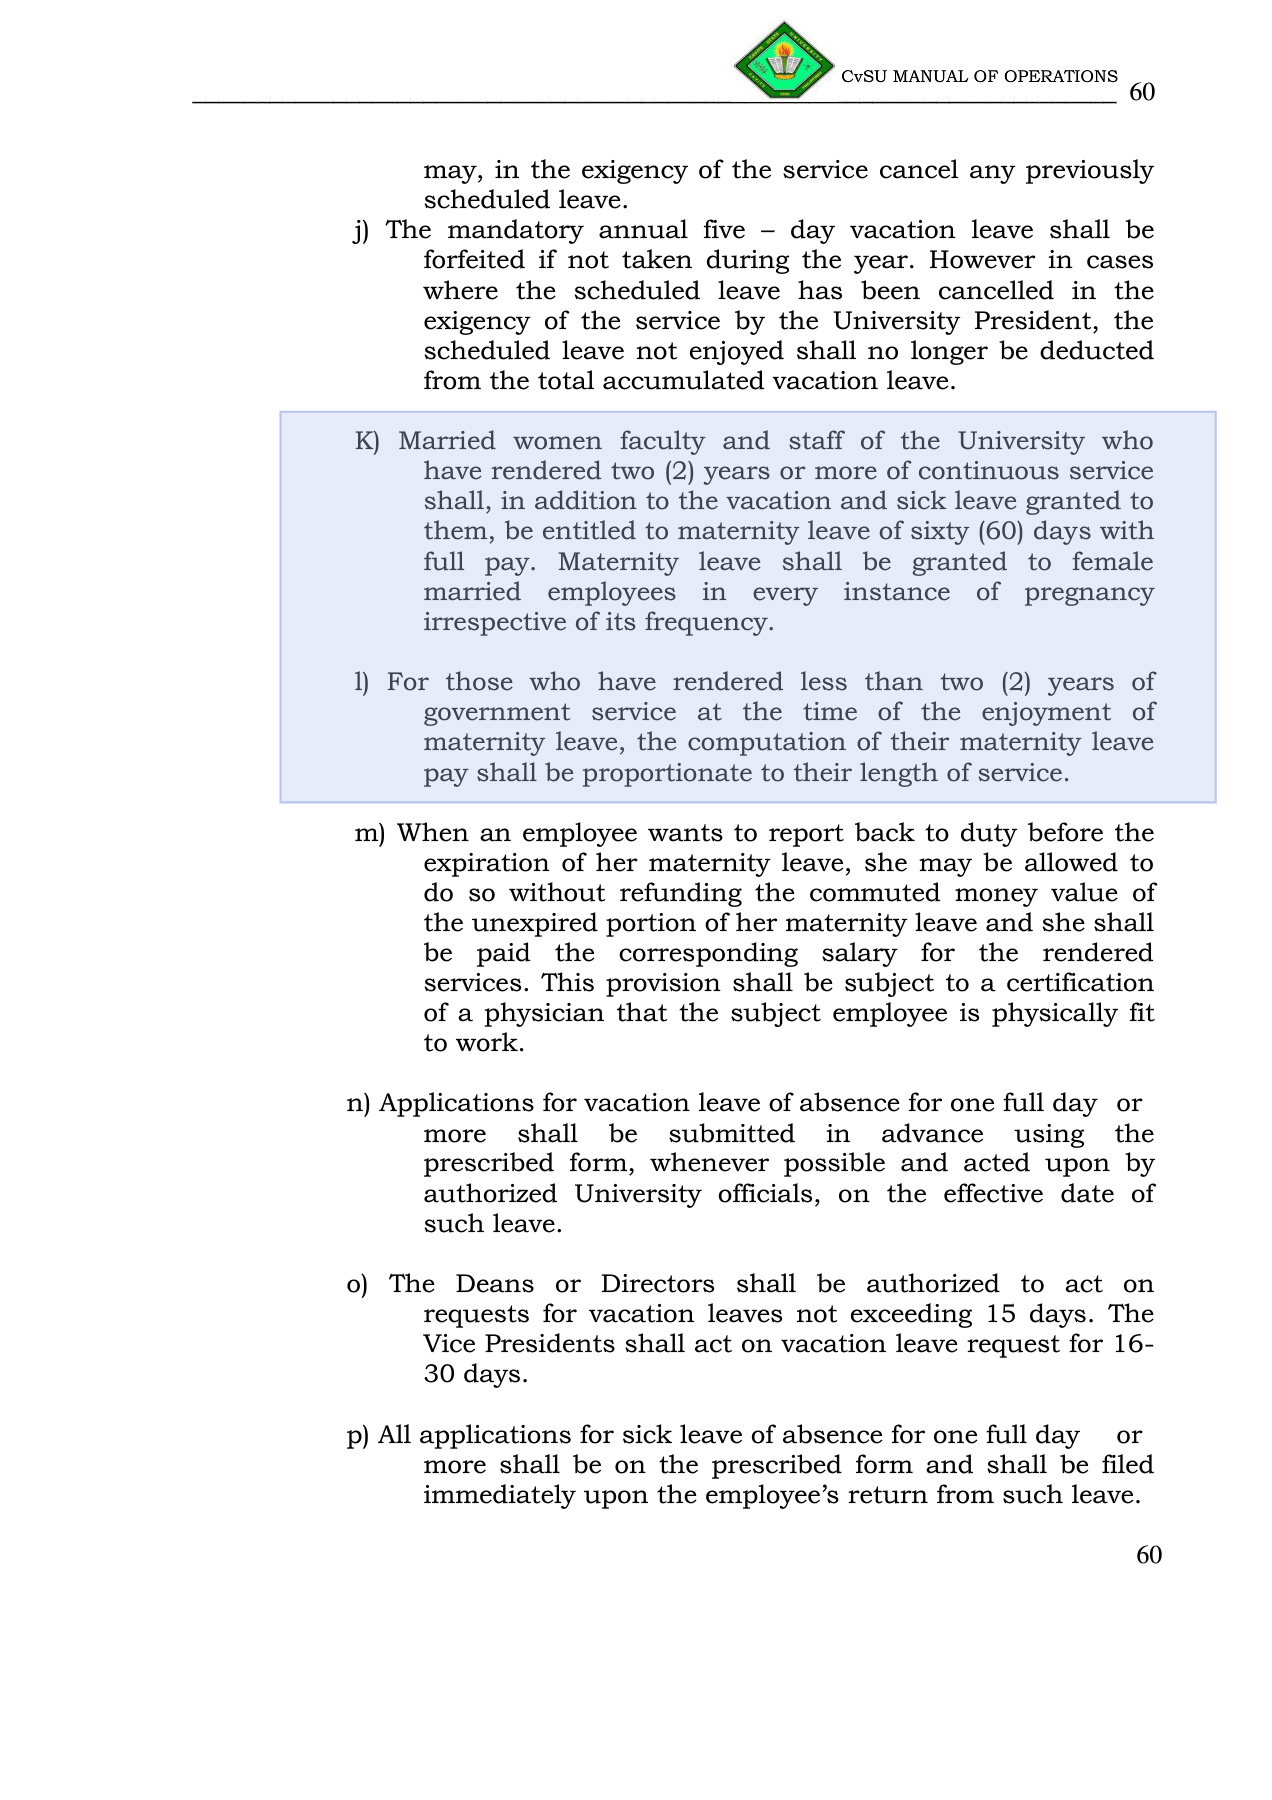 CvSU MANUAL OF OPERATIONS
60
may, in the exigency of the service cancel any previously
scheduled leave.
j) The mandatory annual five – day vacation leave shall be
forfeited if not taken during the year. However in cases
where the scheduled leave has been cancelled in the
exigency of the service by the University President, the
scheduled leave not enjoyed shall no longer be deducted
from the total accumulated vacation leave.
K) Married women faculty and staff of the University who
have rendered two (2) years or more of continuous service
shall, in addition to the vacation and sick leave granted to
them, be entitled to maternity leave of sixty (60) days with
full pay. Maternity leave shall be granted to female
married employees in every instance of pregnancy
irrespective of its frequency.
l) For those who have rendered less than two (2) years of
government service at the time of the enjoyment of
maternity leave, the computation of their maternity leave
pay shall be proportionate to their length of service.
m) When an employee wants to report back to duty before the
expiration of her maternity leave, she may be allowed to
do so without refunding the commuted money value of
the unexpired portion of her maternity leave and she shall
be paid the corresponding salary for the rendered
services. This provision shall be subject to a certification
of a physician that the subject employee is physically fit
to work.
n) Applications for vacation leave of absence for one full day or
more shall be submitted in advance using the
prescribed form, whenever possible and acted upon by
authorized University officials, on the effective date of
such leave.
o) The Deans or Directors shall be authorized to act on
requests for vacation leaves not exceeding 15 days. The
Vice Presidents shall act on vacation leave request for 16-
30 days.
p) All applications for sick leave of absence for one full day or
more shall be on the prescribed form and shall be filed
immediately upon the employee’s return from such leave.
60